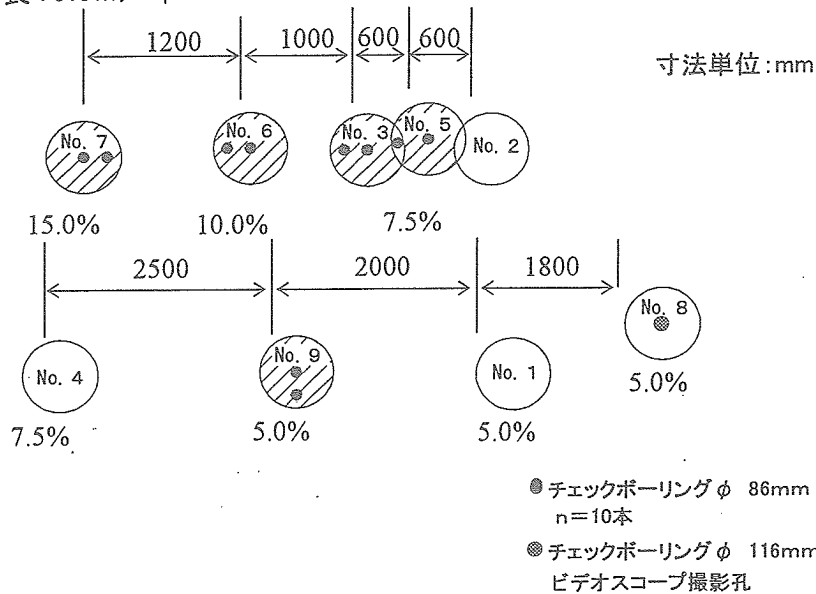 1200
1000
600
600
寸法単位:mm
No. 7
No. 6
No. 3
No. 5
No. 2
15.0%
10.0%
7.5%
2500
2000
1800
No. 4
No. 9
No. 1
No. 8
7.5%
5.0%
5.0%
5.0%
チェックボーリングφ 86mm
n=10本
チェックボーリングφ 116mm
ビデオスコープ撮影孔